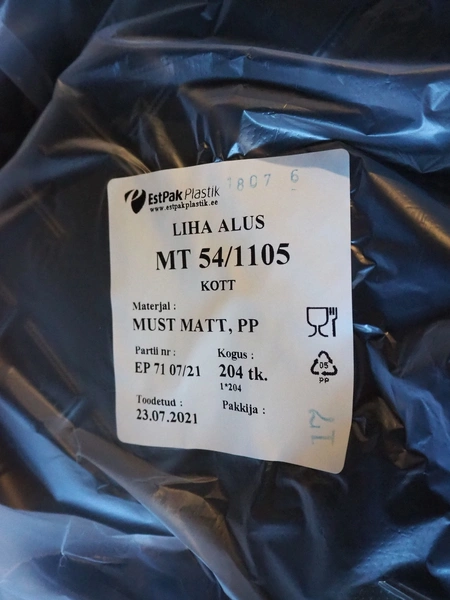 EstPak Plastik
www.estpakplastik.ee
1807 6
LIHA ALUS
MT 54/1105
KOTT
Materjal :
MUST MATT, PP
Partii nr :
Kogus :
EP 71 07/21
204 tk.
1*204
Toodetud :
Pakkija :
23.07.2021
05
PP
17